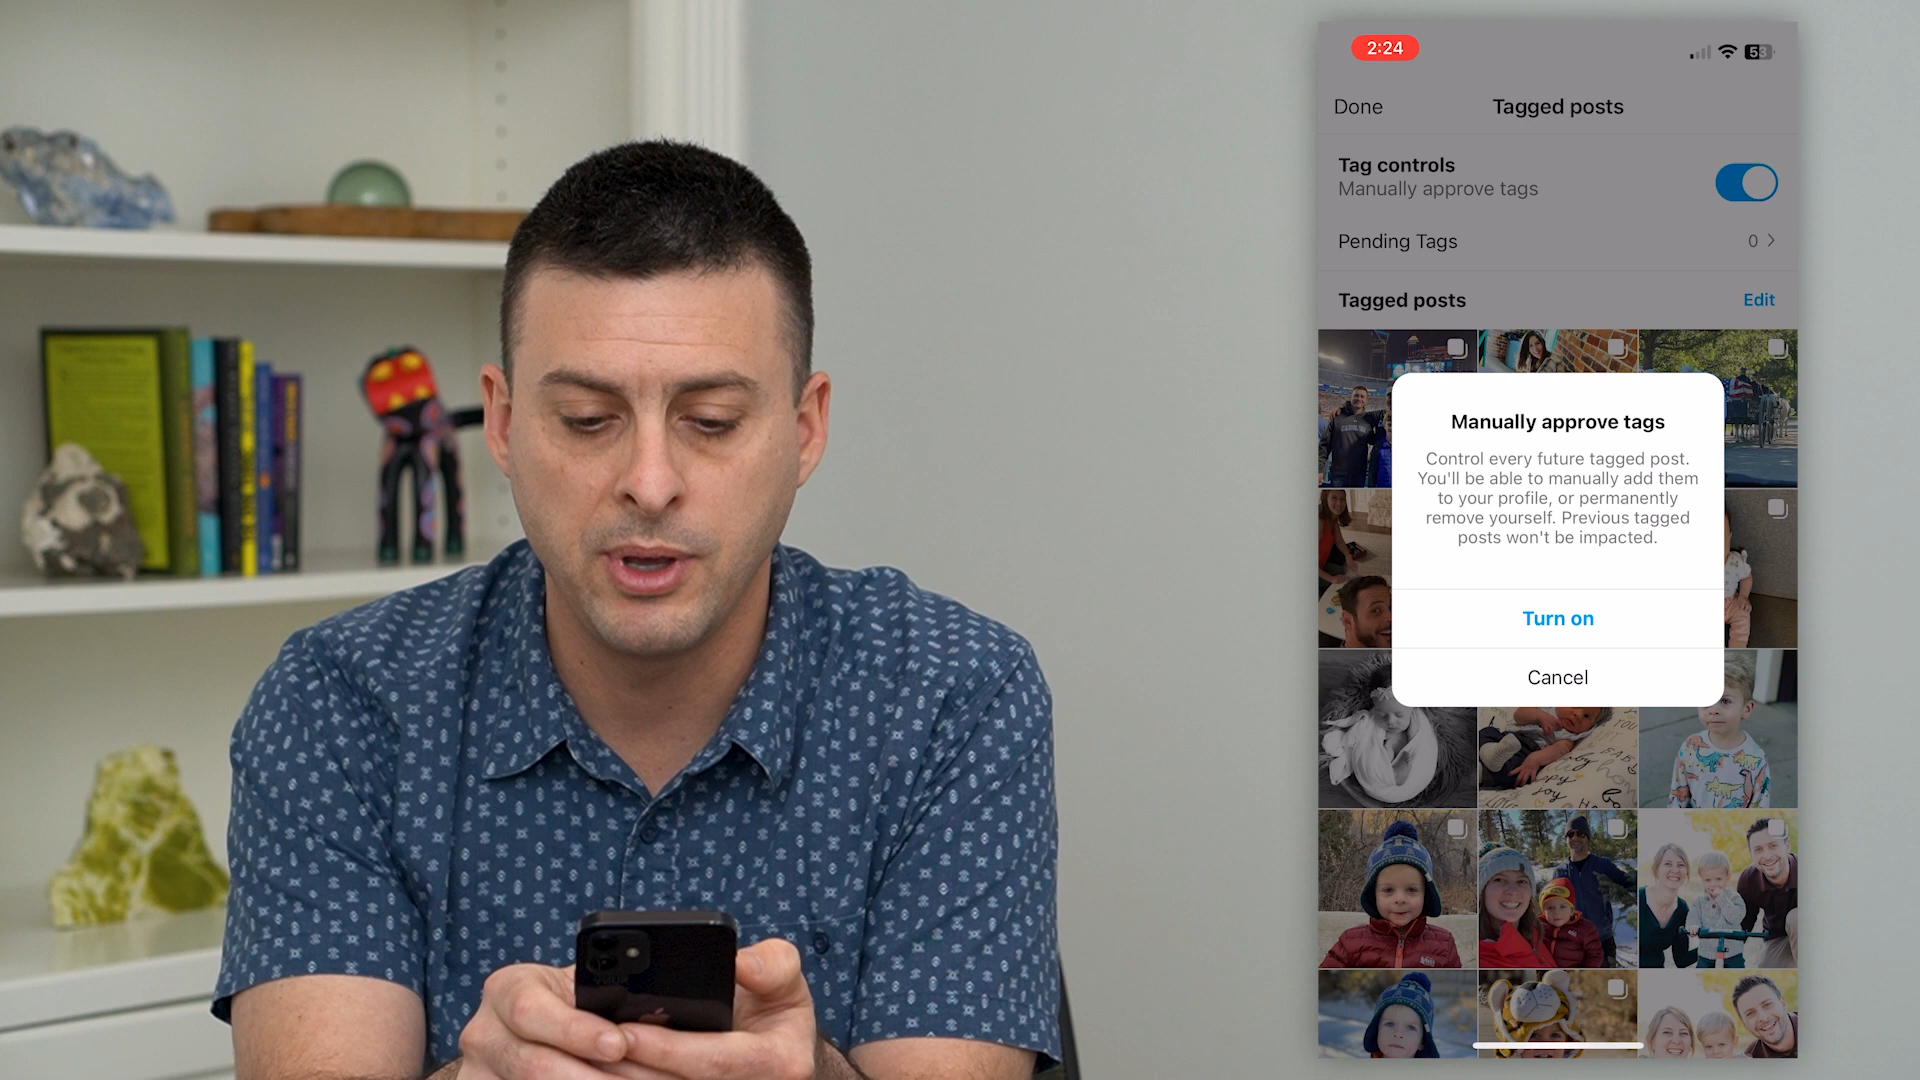 2:24
53
Done
Tagged posts
Tag controls
Manually approve tags
Pending Tags
0
Tagged posts
Edit
Manually approve tags
Control every future tagged post.
You'll be able to manually add them
to your profile, or permanently
remove yourself. Previous tagged
posts won't be impacted.
Turn on
Cancel